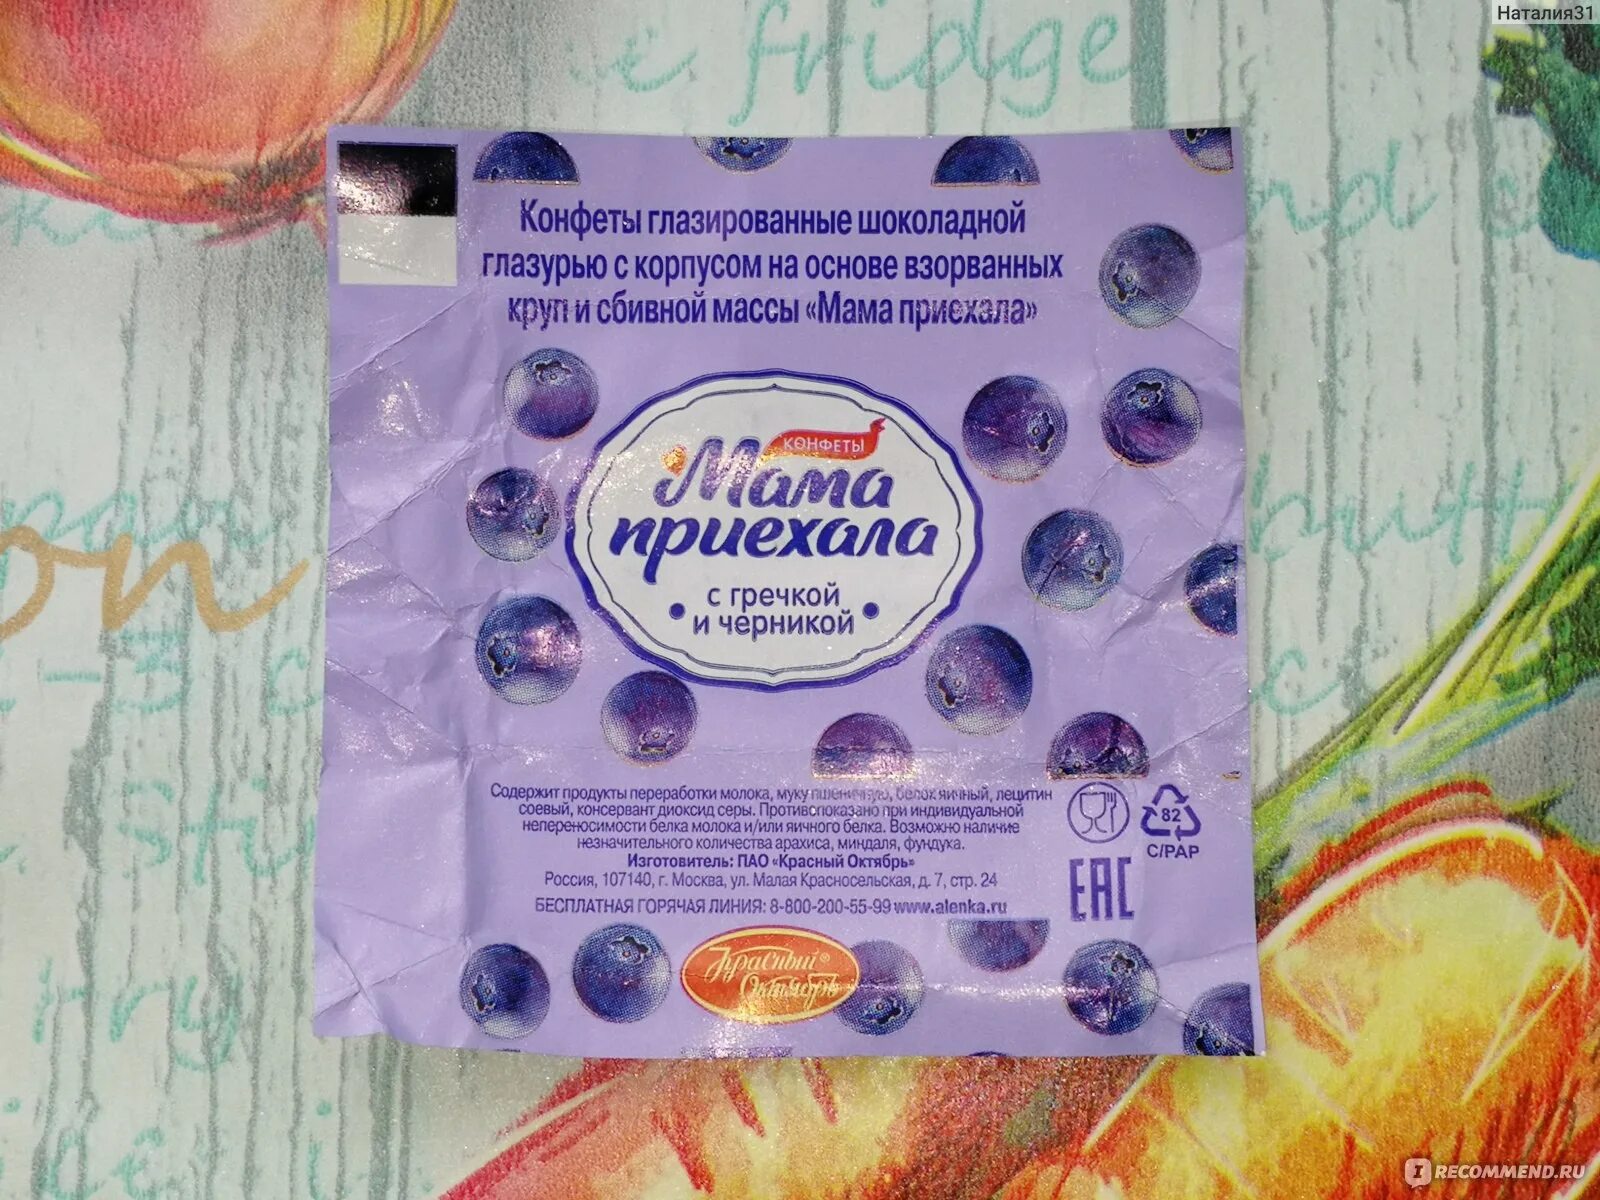 Наталия31
fridge
Конфеты глазированные шоколадной
глазурью с корпусом на основе взорванных
круп и сбивной массы «Мама приехала»
КОНФЕТЫ
Мама
приехала
с гречкой
и черникой
Содержит продукты переработки молока, муку пшеничную, белок яичный, лецитин
соевый, консервант диоксид серы. Противопоказано при индивидуальной
непереносимости белка молока и/или яичного белка. Возможно наличие
незначительного количества арахиса, миндаля, фундука.
Изготовитель: ПАО «Красный Октябрь»
Россия, 107140, г. Москва, ул. Малая Красносельская, д. 7, стр. 24
БЕСПЛАТНАЯ ГОРЯЧАЯ ЛИНИЯ: 8-800-200-55-99 www.alenka.ru
82
C/PAP
EAC
Красный®
Октябрь
IRECOMMEND.RU